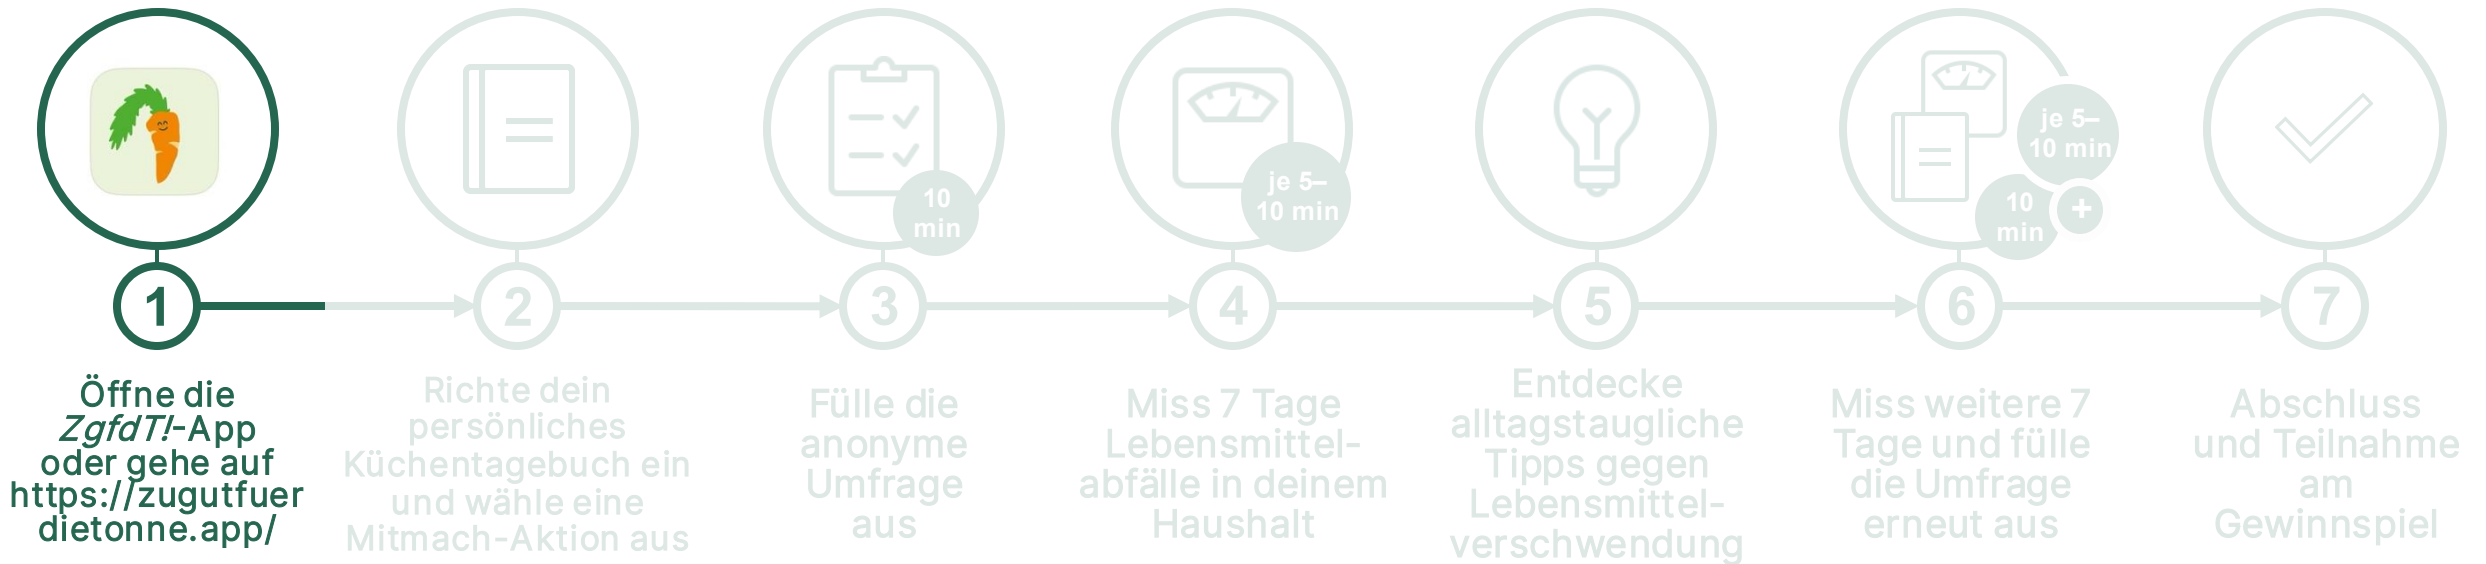 10
min
je 5–
10 min
je 5–
10 min
10
min
+
1
2
3
4
5
6
7
Öffne die
ZgfdT!-App
oder gehe auf
https://zugutfuer
dietonne.app/
Richte dein
persönliches
Küchentagebuch ein
und wähle eine
Mitmach-Aktion aus
Fülle die
anonyme
Umfrage
aus
Miss 7 Tage
Lebensmittel-
abfälle in deinem
Haushalt
Entdecke
alltagstaugliche
Tipps gegen
Lebensmittel-
verschwendung
Miss weitere 7
Tage und fülle
die Umfrage
erneut aus
Abschluss
und Teilnahme
am
Gewinnspiel